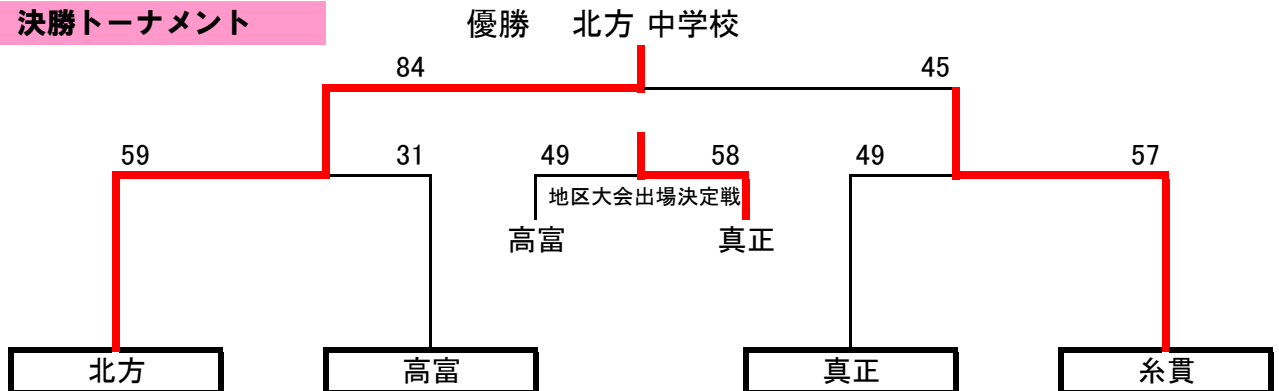 決勝トーナメント
優勝 北方 中学校
84 45
59 31 49 58 49 57
地区大会出場決定戦
高富 真正
北方 高富 真正 糸貫